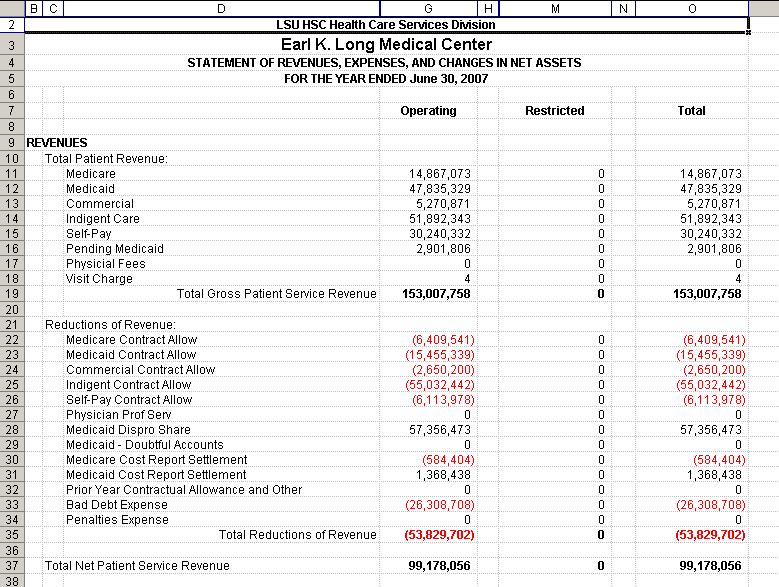 B C D G H M N O
2 LSU HSC Health Care Services Division
3 Earl K. Long Medical Center
4 STATEMENT OF REVENUES, EXPENSES, AND CHANGES IN NET ASSETS
5 FOR THE YEAR ENDED June 30, 2007
6
7 Operating Restricted Total
8
9 REVENUES
10 Total Patient Revenue:
11 Medicare 14,867,073 0 14,867,073
12 Medicaid 47,835,329 0 47,835,329
13 Commercial 5,270,871 0 5,270,871
14 Indigent Care 51,892,343 0 51,892,343
15 Self-Pay 30,240,332 0 30,240,332
16 Pending Medicaid 2,901,806 0 2,901,806
17 Physicial Fees 0 0 0
18 Visit Charge 4 0 4
19 Total Gross Patient Service Revenue 153,007,758 0 153,007,758
20
21 Reductions of Revenue:
22 Medicare Contract Allow (6,409,541) 0 (6,409,541)
23 Medicaid Contract Allow (15,455,339) 0 (15,455,339)
24 Commercial Contract Allow (2,650,200) 0 (2,650,200)
25 Indigent Contract Allow (55,032,442) 0 (55,032,442)
26 Self-Pay Contract Allow (6,113,978) 0 (6,113,978)
27 Physician Prof Serv 0 0 0
28 Medicaid Dispro Share 57,356,473 0 57,356,473
29 Medicaid - Doubtful Accounts 0 0 0
30 Medicare Cost Report Settlement (584,404) 0 (584,404)
31 Medicaid Cost Report Settlement 1,368,438 0 1,368,438
32 Prior Year Contractual Allowance and Other 0 0 0
33 Bad Debt Expense (26,308,708) 0 (26,308,708)
34 Penalties Expense 0 0 0
35 Total Reductions of Revenue (53,829,702) 0 (53,829,702)
36
37 Total Net Patient Service Revenue 99,178,056 0 99,178,056
38